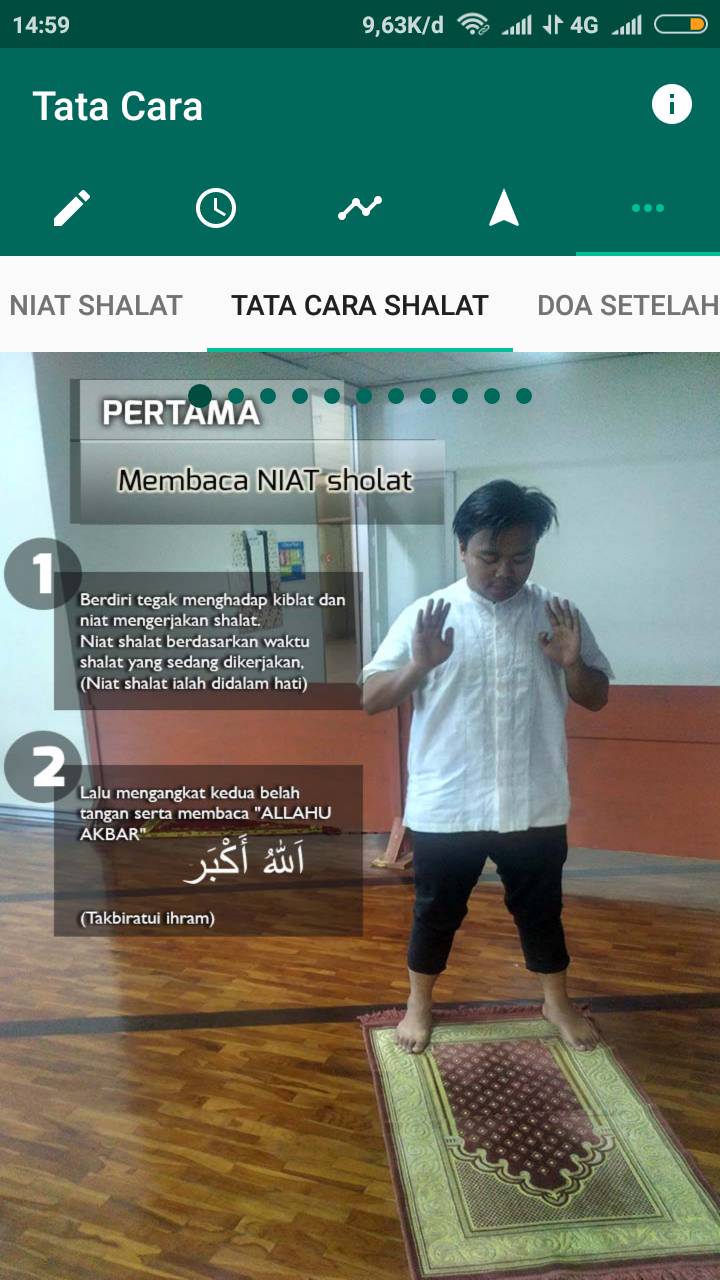 14:59 9,63K/d 4G
Tata Cara
NIAT SHALAT TATA CARA SHALAT DOA SETELAH
PERTAMA
Membaca NIAT sholat
1
Berdiri tegak menghadap kiblat dan
niat mengerjakan shalat.
Niat shalat berdasarkan waktu
shalat yang sedang dikerjakan,
(Niat shalat ialah didalam hati)
2
Lalu mengangkat kedua belah
tangan serta membaca "ALLAHU
AKBAR"
اَللهُ أَكْبَر
(Takbiratui ihram)